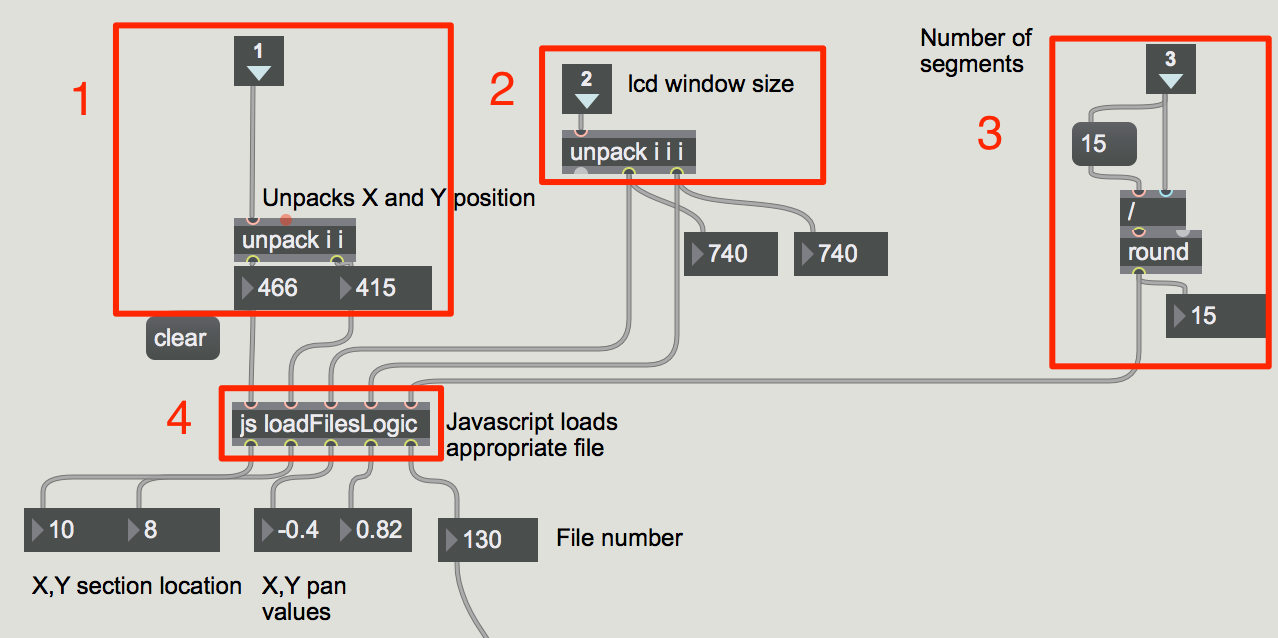 Number of
segments
1
1
2
2
lcd window size
3
3
15
unpack i i i
Unpacks X and Y position
/
unpack i i
740
740
round
466
415
15
clear
4
js loadFilesLogic
Javascript loads
appropriate file
10
8
-0.4
0.82
130
File number
X,Y section location
X,Y pan
values